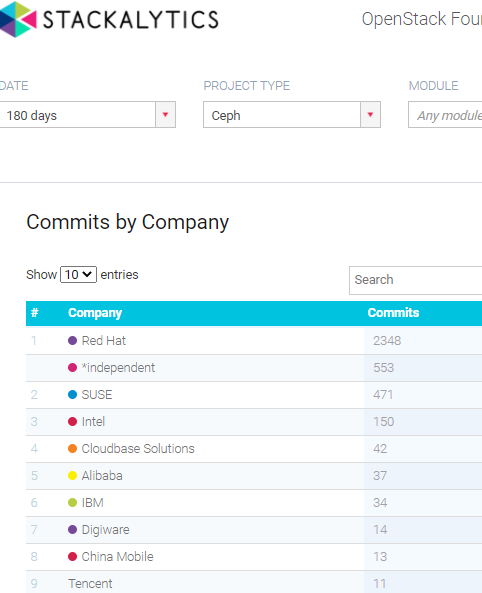 STACKALYTICS OpenStack Foun
DATE PROJECT TYPE MODULE
180 days Ceph Any module
Commits by Company
Show 10 entries Search
# Company Commits
1 Red Hat 2348
*independent 553
2 SUSE 471
3 Intel 150
4 Cloudbase Solutions 42
5 Alibaba 37
6 IBM 34
7 Digiware 14
8 China Mobile 13
9 Tencent 11